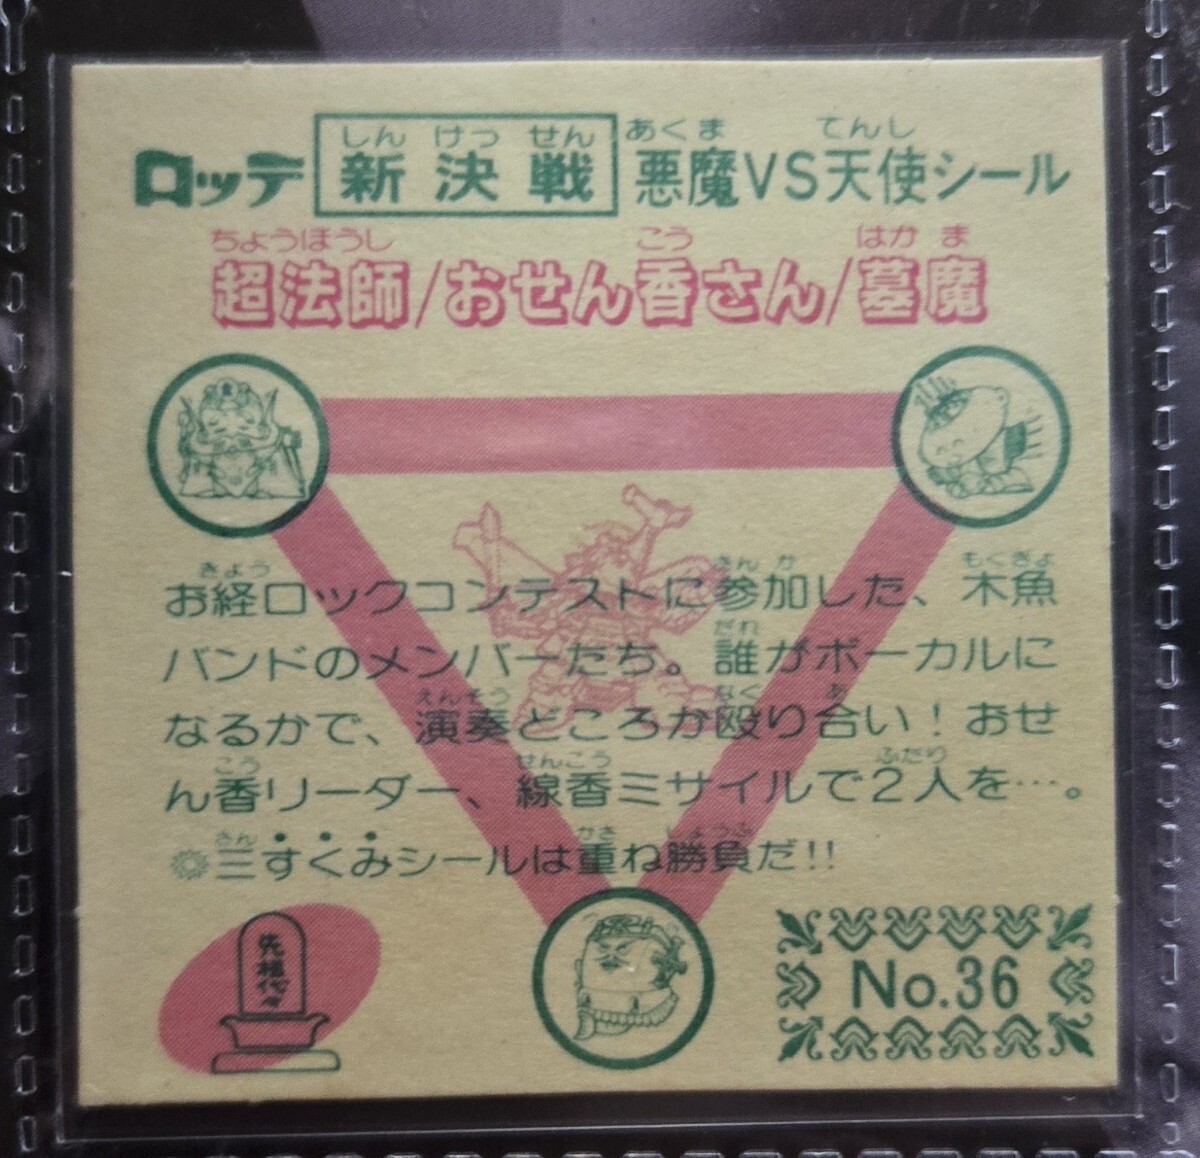 ロッテ 新決戦 悪魔VS天使シール
しん けっ せん あくま てんし
超法師/おせん香さん/墓魔
ちょうほうし こう はか ま
お経ロックコンテストに参加した、木魚
きょう さんか もくぎょ
バンドのメンバーたち。誰がボーカルに
だれ
なるかで、演奏どころか殴り合い!おせ
えんそう なぐ あ
ん香リーダー、線香ミサイルで2人を…。
こう せんこう ふたり
三すくみシールは重ね勝負だ!!
さん かさ しょうぶ
先祖代々
No.36